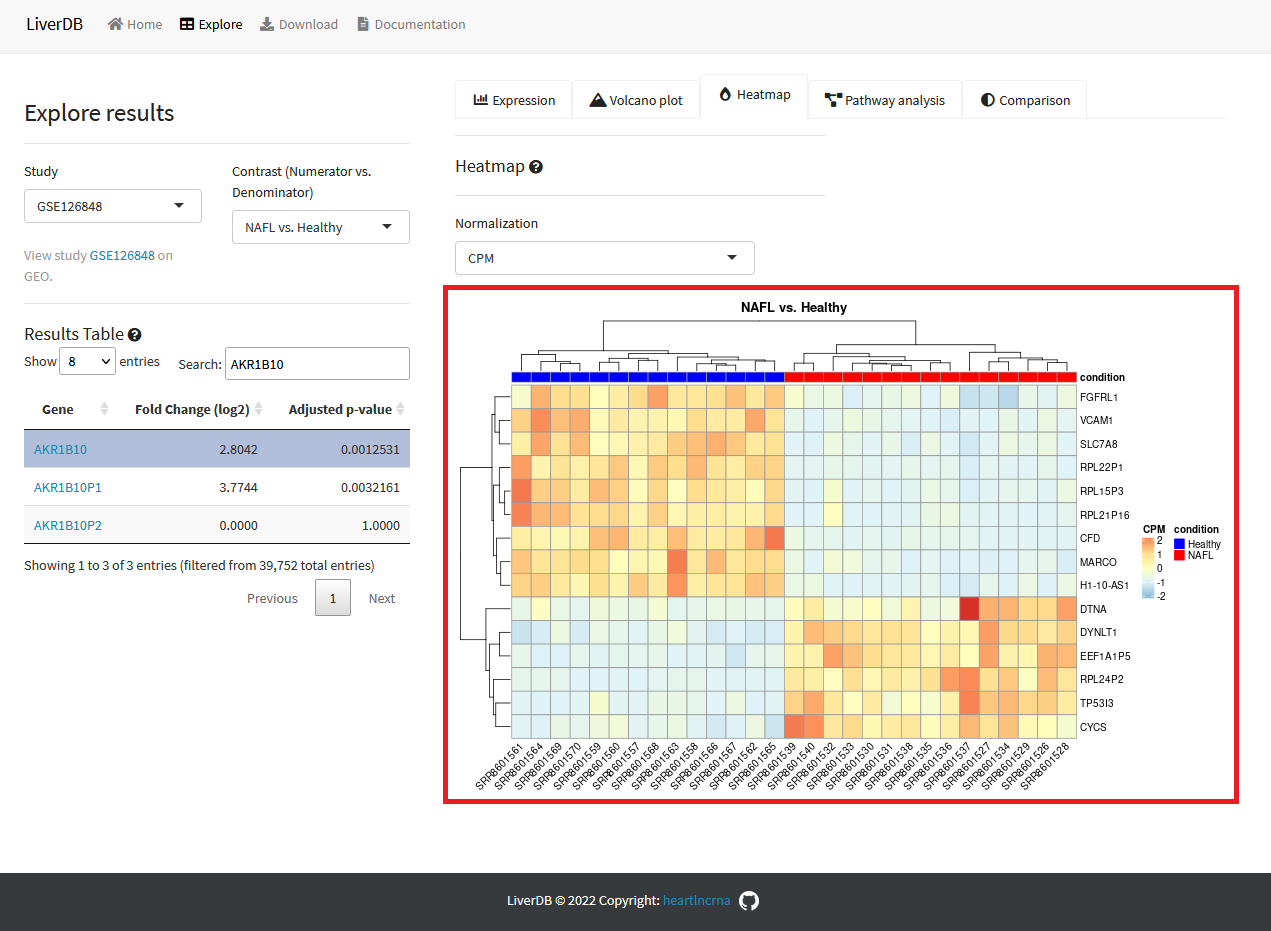 LiverDB Home Explore Download Documentation
Explore results
Study
GSE126848
View study GSE126848 on
GEO.
Contrast (Numerator vs.
Denominator)
NAFL vs. Healthy
Results Table
Show 8 entries Search: AKR1B10
Gene Fold Change (log2) Adjusted p-value
AKR1B10 2.8042 0.0012531
AKR1B10P1 3.7744 0.0032161
AKR1B10P2 0.0000 1.0000
Showing 1 to 3 of 3 entries (filtered from 39,752 total entries)
Previous 1 Next
Expression Volcano plot Heatmap Pathway analysis Comparison
Heatmap
Normalization
CPM
NAFL vs. Healthy
condition
FGFRL1
VCAM1
SLC7A8
RPL22P1
RPL15P3
RPL21P16
CFD
MARCO
H1-10-AS1
DTNA
DYNLT1
EEF1A1P5
RPL24P2
TP53I3
CYCS
SRR8601561
SRR8601564
SRR8601569
SRR8601570
SRR8601559
SRR8601560
SRR8601557
SRR8601568
SRR8601563
SRR8601558
SRR8601566
SRR8601567
SRR8601562
SRR8601565
SRR8601539
SRR8601540
SRR8601532
SRR8601533
SRR8601530
SRR8601531
SRR8601538
SRR8601535
SRR8601536
SRR8601537
SRR8601527
SRR8601534
SRR8601529
SRR8601526
SRR8601528
CPM
2
1
0
-1
-2
condition
Healthy
NAFL
LiverDB © 2022 Copyright: heartlncrna